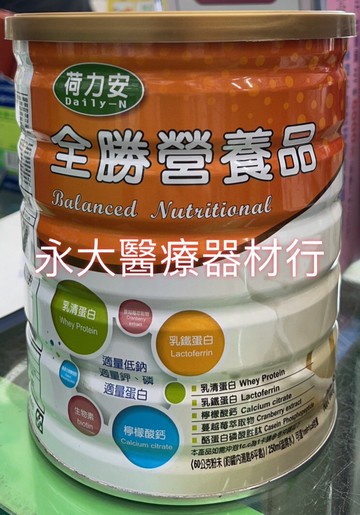 荷力安
Daily-N
全勝營養品
Balanced Nutritional
永大醫療器材行
乳清蛋白
Whey Protein
乳鐵蛋白
Lactoferrin
適量低鈉
適量鉀、磷
適量蛋白
生物素
biotin
檸檬酸鈣
Calcium citrate
乳清蛋白 Whey Protein
乳鐵蛋白 Lactoferrin
檸檬酸鈣 Calcium citrate
蔓越莓萃取物 Cranberry extract
酪蛋白磷酸胜肽 Casein Phosphopeptide